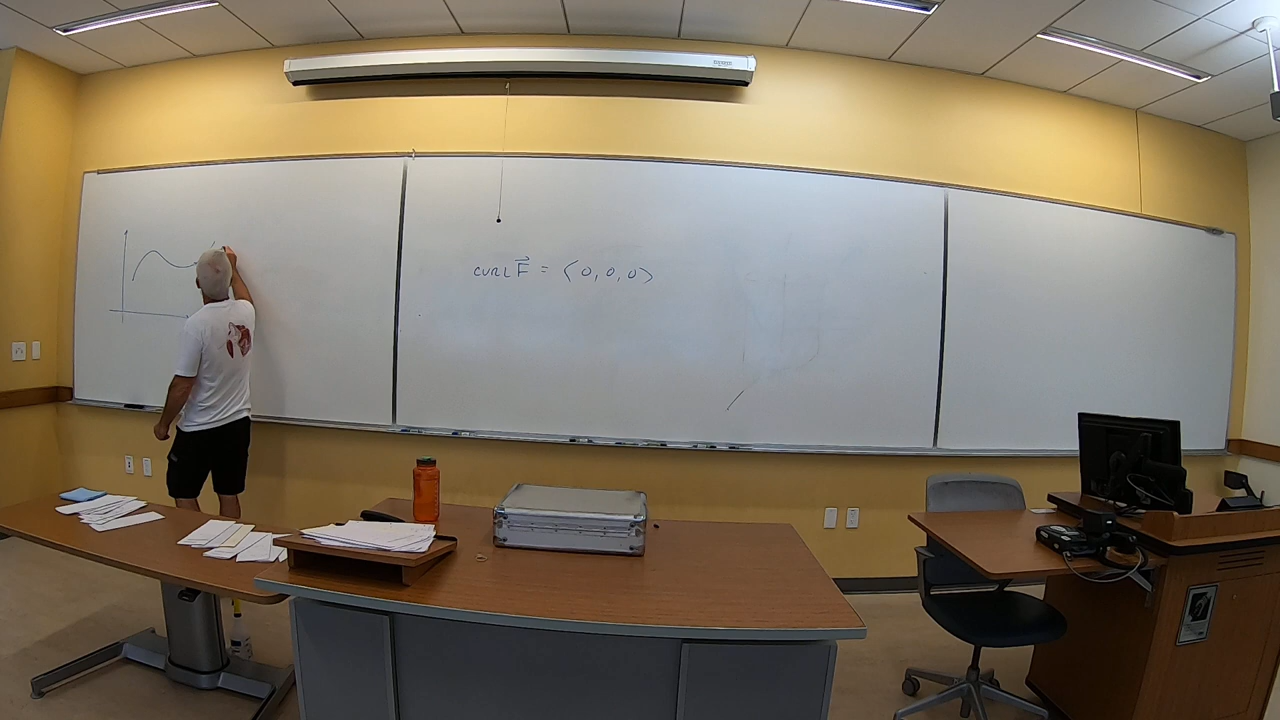 CURL F⃗ = ⟨0, 0, 0⟩